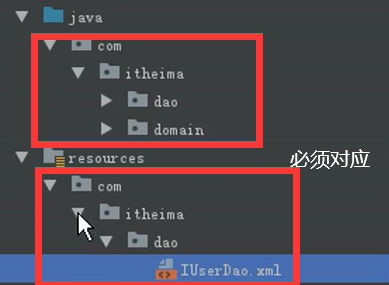 java
com
itheima
dao
domain
resources
必须对应
com
itheima
dao
IUserDao.xml